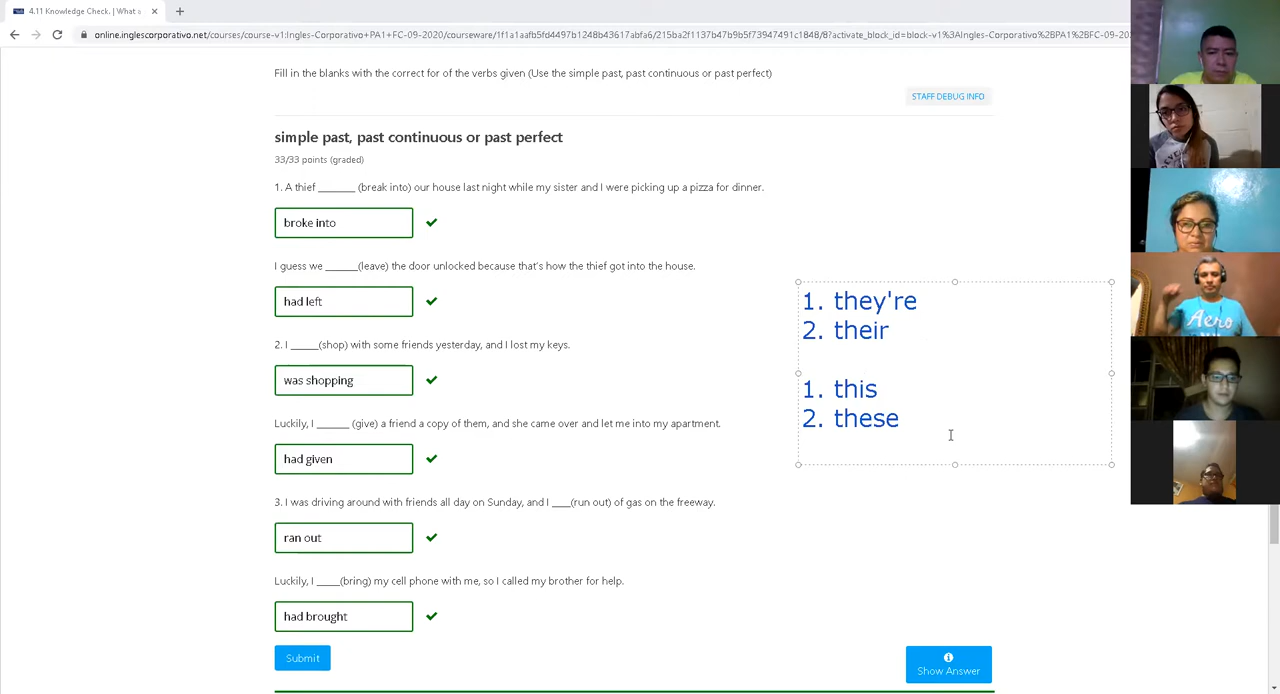 4.11 Knowledge Check. | What s
online.inglescorporativo.net/courses/course-v1:Ingles-Corporativo+PA1+FC-09-2020/courseware/1f1a1aafb5fd4497b1248b43617abfa6/215ba2f1137b47b9b5f73947491c1848/8?activate_block_id=block-v1%3AIngles-Corporativo%2BPA1%2BFC-09-20
Fill in the blanks with the correct for of the verbs given (Use the simple past, past continuous or past perfect)
STAFF DEBUG INFO
simple past, past continuous or past perfect
33/33 points (graded)
1. A thief _______ (break into) our house last night while my sister and I were picking up a pizza for dinner.
broke into
I guess we ______(leave) the door unlocked because that's how the thief got into the house.
had left
2. I _____(shop) with some friends yesterday, and I lost my keys.
was shopping
Luckily, I ______ (give) a friend a copy of them, and she came over and let me into my apartment.
had given
3. I was driving around with friends all day on Sunday, and I ___(run out) of gas on the freeway.
ran out
Luckily, I ____(bring) my cell phone with me, so I called my brother for help.
had brought
Submit
Show Answer
1. they're
2. their
1. this
2. these
Aero